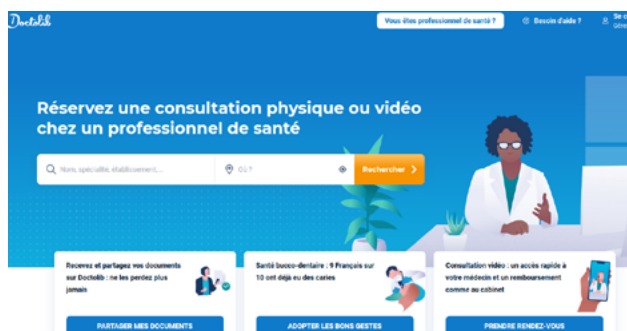 Doctolib
Vous êtes professionnel de santé ?
Besoin d'aide ?
Se c
Gére
Réservez une consultation physique ou vidéo
chez un professionnel de santé
Nom, spécialité, établissement,...
Où ?
Rechercher
Recevez et partagez vos documents
sur Doctolib : ne les perdez plus
jamais
PARTAGER MES DOCUMENTS
Santé bucco-dentaire : 9 Français sur
10 ont déjà eu des caries
ADOPTER LES BONS GESTES
Consultation vidéo : un accès rapide à
votre médecin et un remboursement
comme au cabinet
PRENDRE RENDEZ-VOUS